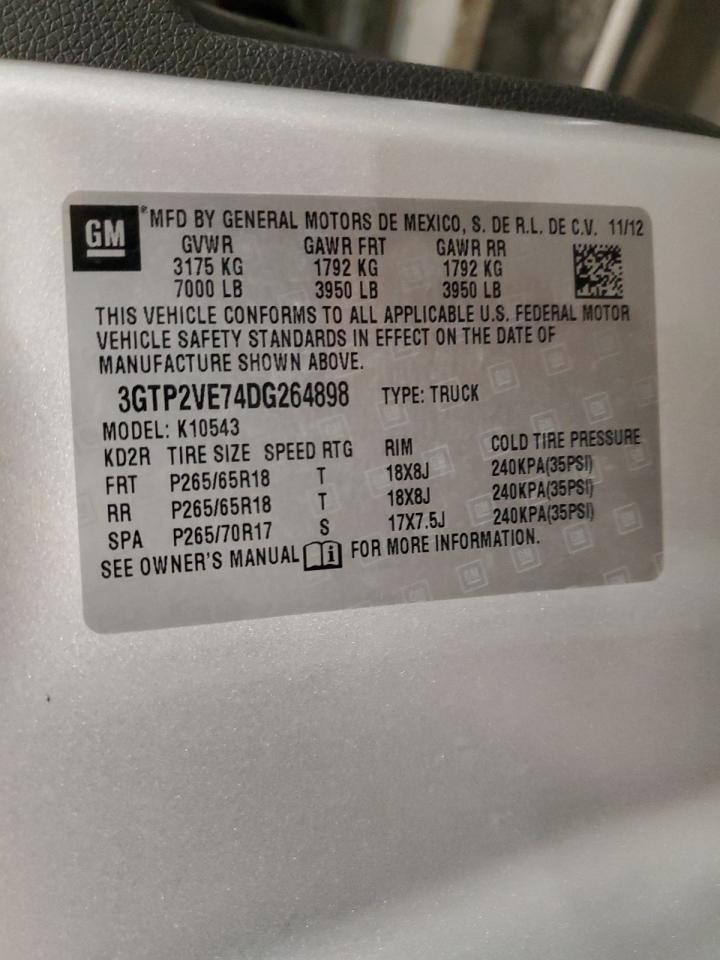 GM *MFD BY GENERAL MOTORS DE MEXICO, S. DE R.L. DE C.V. 11/12
GVWR GAWR FRT GAWR RR
3175 KG 1792 KG 1792 KG
7000 LB 3950 LB 3950 LB
THIS VEHICLE CONFORMS TO ALL APPLICABLE U.S. FEDERAL MOTOR
VEHICLE SAFETY STANDARDS IN EFFECT ON THE DATE OF
MANUFACTURE SHOWN ABOVE.
3GTP2VE74DG264898 TYPE: TRUCK
MODEL: K10543
KD2R TIRE SIZE SPEED RTG RIM COLD TIRE PRESSURE
FRT P265/65R18 T 18X8J 240KPA(35PSI)
RR P265/65R18 T 18X8J 240KPA(35PSI)
SPA P265/70R17 S 17X7.5J 240KPA(35PSI)
SEE OWNER'S MANUAL i FOR MORE INFORMATION.